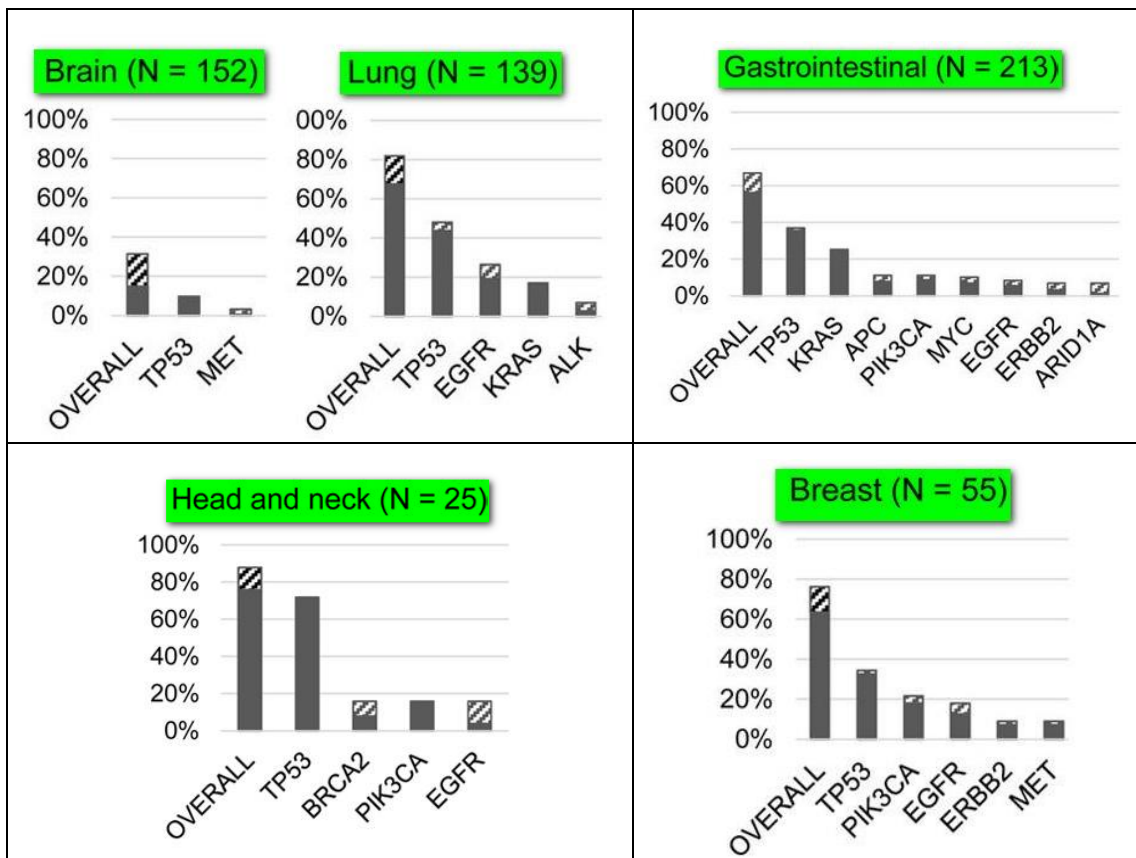 Brain (N = 152)
100%
80%
60%
40%
20%
0%
OVERALL
TP53
MET
Lung (N = 139)
00%
80%
60%
40%
20%
0%
OVERALL
TP53
EGFR
KRAS
ALK
Gastrointestinal (N = 213)
100%
80%
60%
40%
20%
0%
OVERALL
TP53
KRAS
APC
PIK3CA
MYC
EGFR
ERBB2
ARID1A
Head and neck (N = 25)
100%
80%
60%
40%
20%
0%
OVERALL
TP53
BRCA2
PIK3CA
EGFR
Breast (N = 55)
100%
80%
60%
40%
20%
0%
OVERALL
TP53
PIK3CA
EGFR
ERBB2
MET